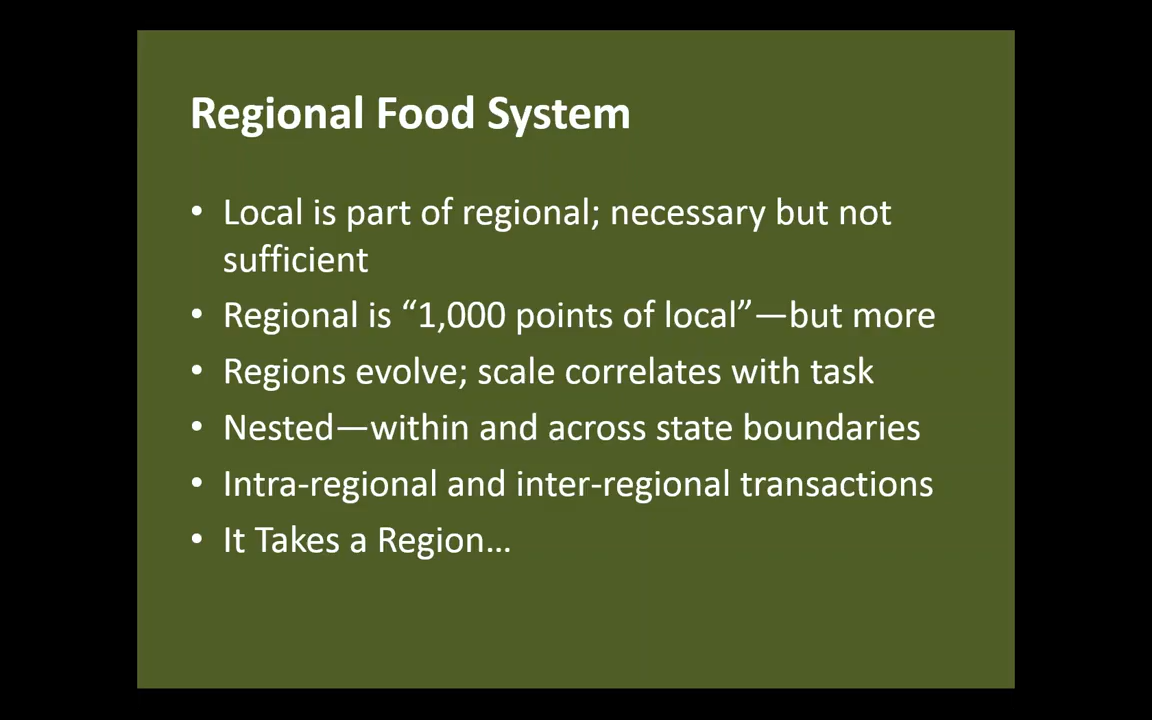 Regional Food System
• Local is part of regional; necessary but not
sufficient
• Regional is “1,000 points of local”—but more
• Regions evolve; scale correlates with task
• Nested—within and across state boundaries
• Intra-regional and inter-regional transactions
• It Takes a Region…